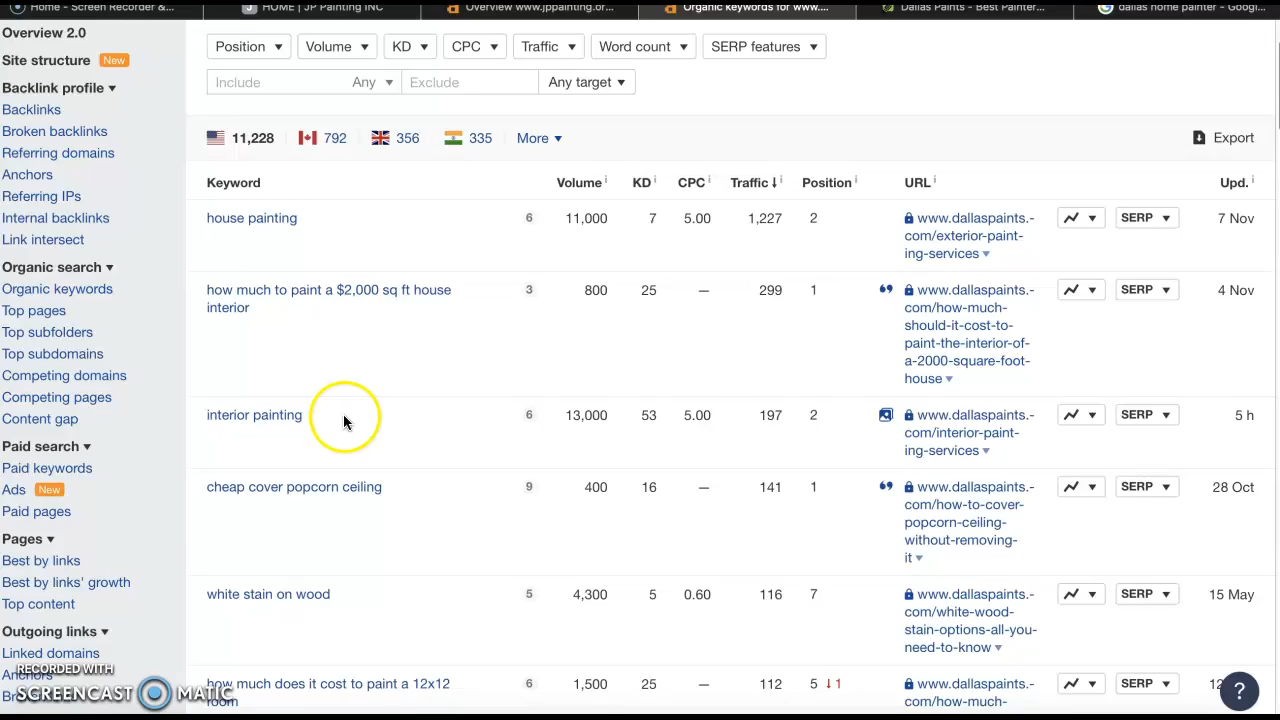 Home - Screen Recorder &...
HOME | JP Painting INC
Overview www.jppainting.or...
Organic keywords for www....
Dallas Paints - Best Painter...
dallas home painter - Googl...
Overview 2.0
Site structure New
Backlink profile
Backlinks
Broken backlinks
Referring domains
Anchors
Referring IPs
Internal backlinks
Link intersect
Organic search
Organic keywords
Top pages
Top subfolders
Top subdomains
Competing domains
Competing pages
Content gap
Paid search
Paid keywords
Ads New
Paid pages
Pages
Best by links
Best by links' growth
Top content
Outgoing links
Linked domains
Anchors
RECORDED WITH
SCREENCAST MATIC
Position Volume KD CPC Traffic Word count SERP features
Include Any Exclude Any target
11,228 792 356 335 More Export
Keyword Volume KD CPC Traffic Position URL Upd.
house painting 6 11,000 7 5.00 1,227 2 www.dallaspaints.- SERP 7 Nov
com/exterior-paint-
ing-services
how much to paint a $2,000 sq ft house 3 800 25 — 299 1 www.dallaspaints.- SERP 4 Nov
interior com/how-much-
should-it-cost-to-
paint-the-interior-of-
a-2000-square-foot-
house
interior painting 6 13,000 53 5.00 197 2 www.dallaspaints.- SERP 5 h
com/interior-paint-
ing-services
cheap cover popcorn ceiling 9 400 16 — 141 1 www.dallaspaints.- SERP 28 Oct
com/how-to-cover-
popcorn-ceiling-
without-removing-
it
white stain on wood 5 4,300 5 0.60 116 7 www.dallaspaints.- SERP 15 May
com/white-wood-
stain-options-all-you-
need-to-know
how much does it cost to paint a 12x12 6 1,500 25 — 112 5 ↓1 www.dallaspaints.- SERP
room com/how-much-
?